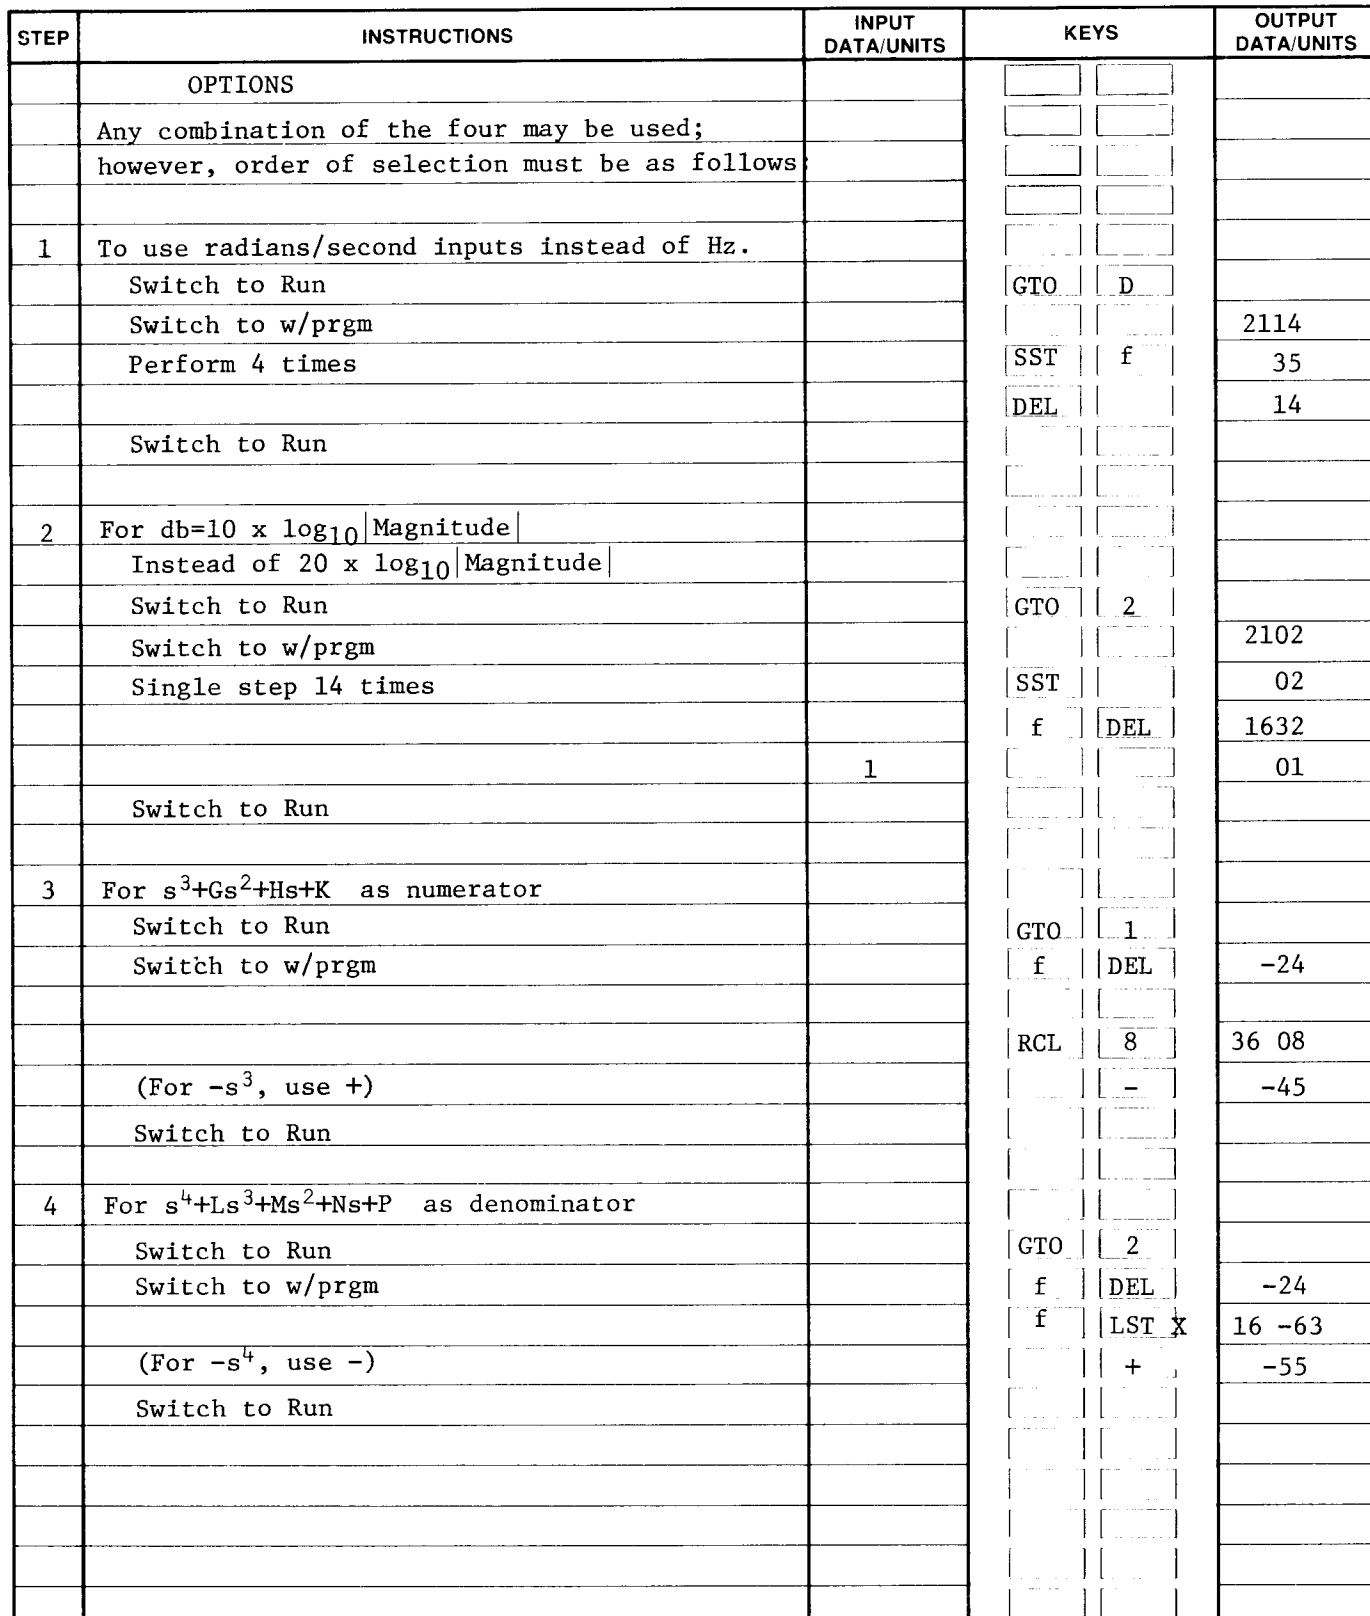 STEP INSTRUCTIONS INPUT DATA/UNITS KEYS OUTPUT DATA/UNITS
OPTIONS
Any combination of the four may be used;
however, order of selection must be as follows:
1 To use radians/second inputs instead of Hz.
Switch to Run GTO D
Switch to w/prgm 2114
Perform 4 times SST f 35
DEL 14
Switch to Run
2 For db=10 x log₁₀|Magnitude|
Instead of 20 x log₁₀|Magnitude|
Switch to Run GTO 2
Switch to w/prgm 2102
Single step 14 times SST 02
f DEL 1632
1 01
Switch to Run
3 For s³+Gs²+Hs+K as numerator
Switch to Run GTO 1
Switch to w/prgm f DEL -24
RCL 8 36 08
(For -s³, use +) - -45
Switch to Run
4 For s⁴+Ls³+Ms²+Ns+P as denominator
Switch to Run GTO 2
Switch to w/prgm f DEL -24
f LST X 16 -63
(For -s⁴, use -) + -55
Switch to Run